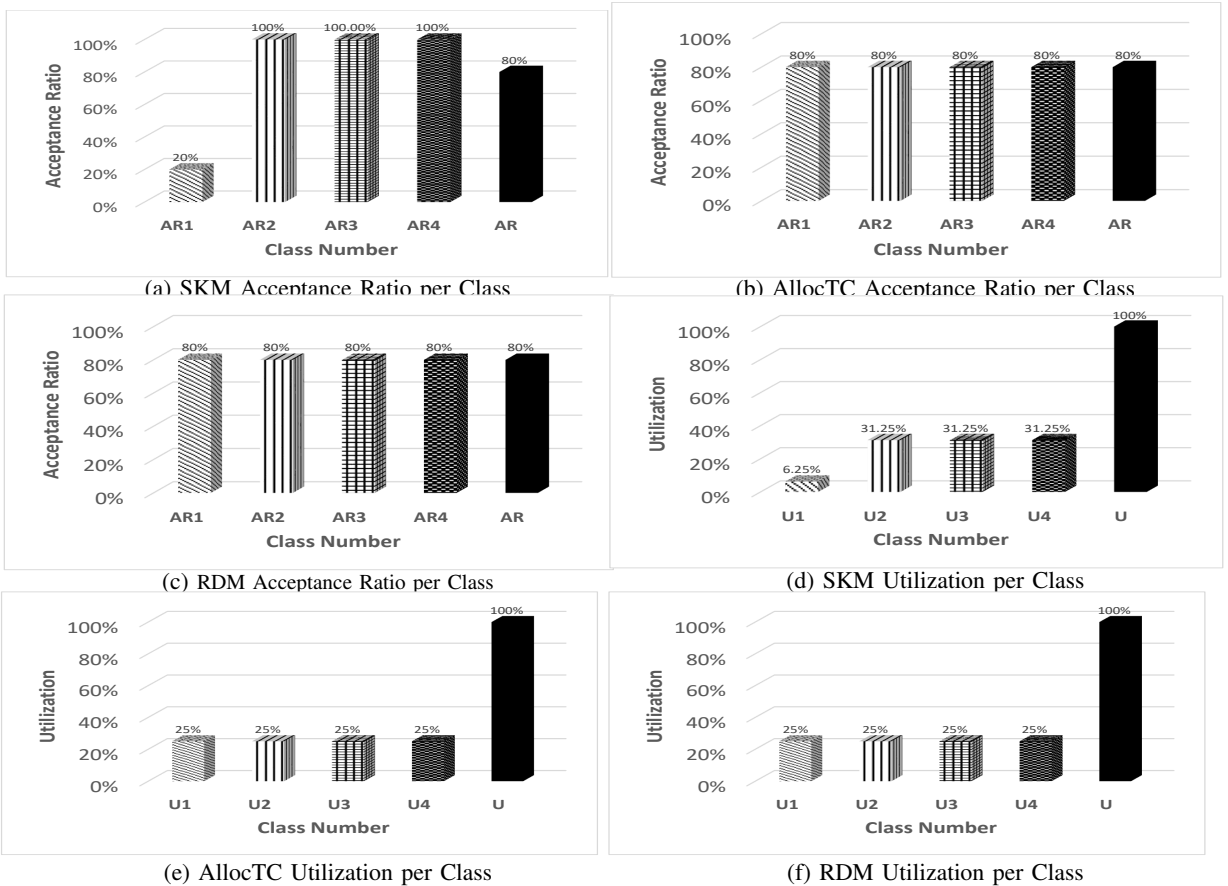 100%
100.00%
100%
80%
20%
100%
80%
60%
40%
20%
0%
Acceptance Ratio
AR1 AR2 AR3 AR4 AR
Class Number
(a) SKM Acceptance Ratio per Class
80% 80% 80% 80% 80%
100%
80%
60%
40%
20%
0%
Acceptance Ratio
AR1 AR2 AR3 AR4 AR
Class Number
(b) AllocTC Acceptance Ratio per Class
80% 80% 80% 80% 80%
100%
80%
60%
40%
20%
0%
Acceptance Ratio
AR1 AR2 AR3 AR4 AR
Class Number
(c) RDM Acceptance Ratio per Class
100%
31.25% 31.25% 31.25%
6.25%
100%
80%
60%
40%
20%
0%
Utilization
U1 U2 U3 U4 U
Class Number
(d) SKM Utilization per Class
100%
25% 25% 25% 25%
100%
80%
60%
40%
20%
0%
Utilization
U1 U2 U3 U4 U
Class Number
(e) AllocTC Utilization per Class
100%
25% 25% 25% 25%
100%
80%
60%
40%
20%
0%
Utilization
U1 U2 U3 U4 U
Class Number
(f) RDM Utilization per Class